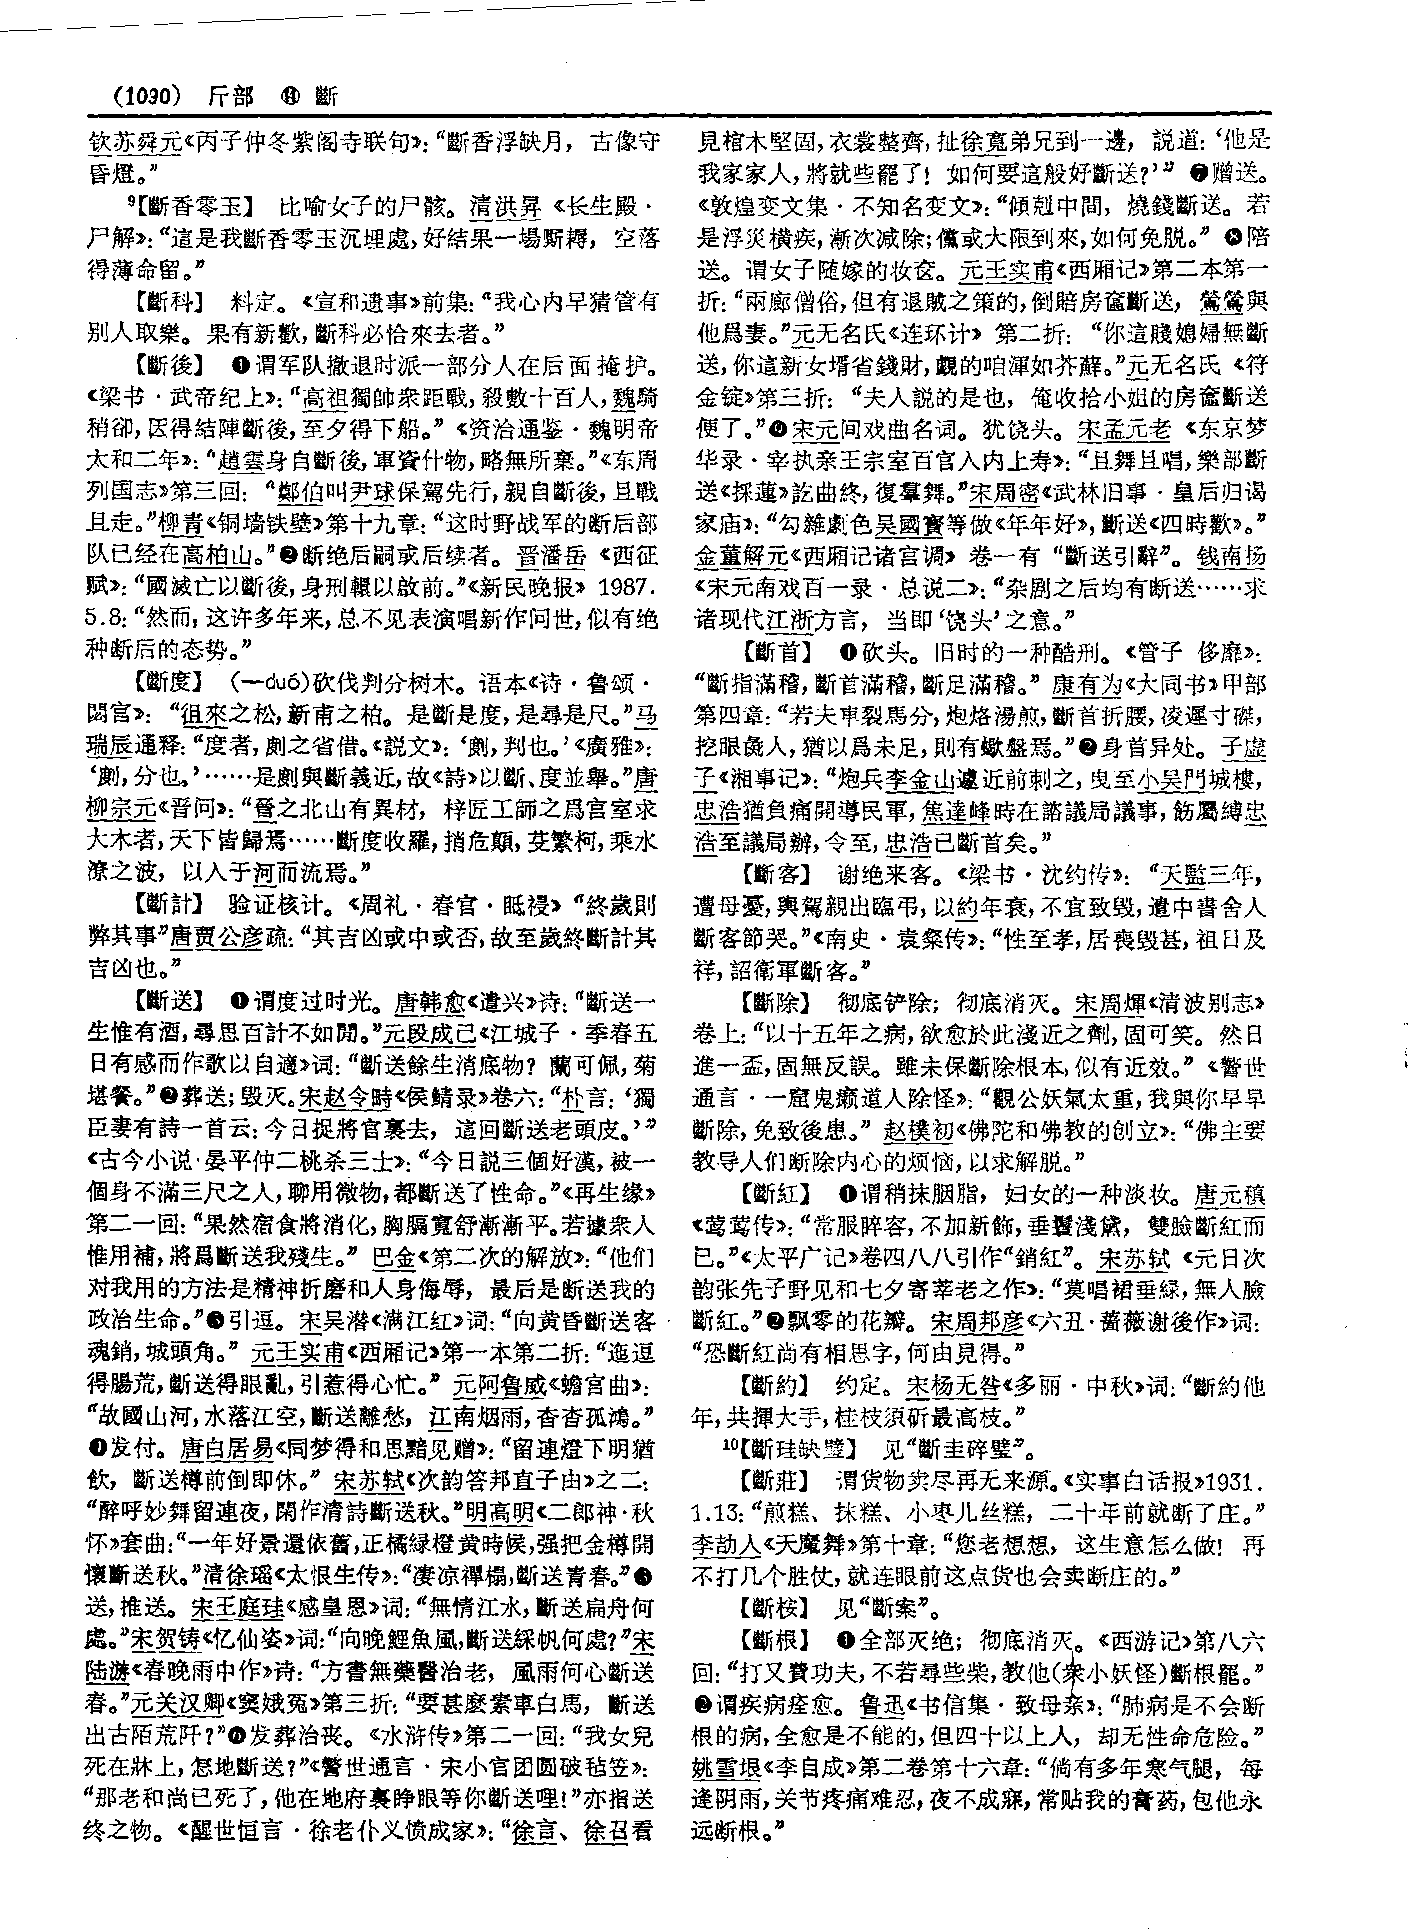 (1090) 斤部 ⑭ 斷
钦苏舜元《丙子仲冬紫阁寺联句》：“斷香浮缺月，古像守
昏燈。”
⁹【斷香零玉】 比喻女子的尸骸。清洪昇《长生殿·
尸解》：“這是我斷香零玉沉埋處，好结果一場厮耨，空落
得薄命留。”
【斷科】 料定。《宣和遗事》前集：“我心内早猜管有
别人取樂。果有新歡，斷科必恰來去者。”
【斷後】 ❶谓军队撤退时派一部分人在后面掩护。
《梁书·武帝纪上》：“高祖獨帥衆距戰，殺數十百人，魏騎
稍卻，因得結陣斷後，至夕得下船。”《资治通鉴·魏明帝
太和二年》：“趙雲身自斷後，軍資什物，略無所棄。”《东周
列国志》第三回：“鄭伯叫尹球保駕先行，親自斷後，且戰
且走。”柳青《铜墙铁壁》第十九章：“这时野战军的断后部
队已经在高柏山。”❷断绝后嗣或后续者。晋潘岳《西征
赋》：“國滅亡以斷後，身刑轘以啟前。”《新民晚报》1987.
5.8：“然而，这许多年来，总不见表演唱新作问世，似有绝
种断后的态势。”
【斷度】 (—duó)砍伐判分树木。语本《诗·鲁颂·
閟宫》：“徂來之松，新甫之柏。是斷是度，是尋是尺。”马
瑞辰通释：“度者，㓸之省借。《説文》：‘㓸，判也。’《廣雅》：
‘㓸，分也。’……是㓸與斷義近，故《詩》以斷、度並舉。”唐
柳宗元《晋问》：“晉之北山有異材，梓匠工師之爲宫室求
大木者，天下皆歸焉……斷度收羅，捎危顛，芟繁柯，乘水
潦之波，以入于河而流焉。”
【斷計】 验证核计。《周礼·春官·眡祲》“終歲則
弊其事”唐贾公彦疏：“其吉凶或中或否，故至歲終斷計其
吉凶也。”
【斷送】 ❶谓度过时光。唐韩愈《遣兴》诗：“斷送一
生惟有酒，尋思百計不如閒。”元段成己《江城子·季春五
日有感而作歌以自適》词：“斷送餘生消底物？蘭可佩，菊
堪餐。”❷葬送；毁灭。宋赵令畤《侯鲭录》卷六：“朴言：‘獨
臣妻有詩一首云：今日捉將官裏去，這回斷送老頭皮。’”
《古今小说·晏平仲二桃杀三士》：“今日説三個好漢，被一
個身不滿三尺之人，聊用微物，都斷送了性命。”《再生缘》
第二一回：“果然宿食將消化，胸膈寬舒漸漸平。若據衆人
惟用補，將爲斷送我殘生。”巴金《第二次的解放》：“他们
对我用的方法是精神折磨和人身侮辱，最后是断送我的
政治生命。”❸引逗。宋吴潜《满江红》词：“向黄昏斷送客
魂銷，城頭角。”元王实甫《西厢记》第一本第二折：“迤逗
得腸荒，斷送得眼亂，引惹得心忙。”元阿鲁威《蟾宫曲》：
“故國山河，水落江空，斷送離愁，江南烟雨，杳杳孤鴻。”
❹发付。唐白居易《同梦得和思黯见赠》：“留連燈下明猶
飲，斷送樽前倒即休。”宋苏轼《次韵答邦直子由》之二：
“醉呼妙舞留連夜，閑作清詩斷送秋。”明高明《二郎神·秋
怀》套曲：“一年好景還依舊，正橘緑橙黄時候，强把金樽開
懷斷送秋。”清徐瑶《太恨生传》：“凄凉禪榻，斷送青春。”❺
送，推送。宋王庭珪《感皇恩》词：“無情江水，斷送扁舟何
處。”宋贺铸《忆仙姿》词：“向晚鯉魚風，斷送綵帆何處？”宋
陆游《春晚雨中作》诗：“方書無藥醫治老，風雨何心斷送
春。”元关汉卿《窦娥冤》第三折：“要甚麽素車白馬，斷送
出古陌荒阡？”❻发葬治丧。《水浒传》第二一回：“我女兒
死在牀上，怎地斷送？”《警世通言·宋小官团圆破毡笠》：
“那老和尚已死了，他在地府裏睁眼等你斷送哩！”亦指送
终之物。《醒世恒言·徐老仆义愤成家》：“徐言、徐召看
見棺木堅固，衣裳整齊，扯徐寬弟兄到一邊，説道：‘他是
我家家人，將就些罷了！如何要這般好斷送？’”❼赠送。
《敦煌变文集·不知名变文》：“傾尅中間，燒錢斷送。若
是浮災横疾，漸次减除；儻或大限到來，如何免脱。”❽陪
送。谓女子随嫁的妆奁。元王实甫《西厢记》第二本第一
折：“兩廊僧俗，但有退賊之策的，倒賠房奩斷送，鶯鶯與
他爲妻。”元无名氏《连环计》第二折：“你這賤媳婦無斷
送，你這新女壻省錢財，覷的咱渾如芥蘚。”元无名氏《符
金锭》第三折：“夫人説的是也，俺收拾小姐的房奩斷送
便了。”❾宋元间戏曲名词。犹饶头。宋孟元老《东京梦
华录·宰执亲王宗室百官入内上寿》：“且舞且唱，樂部斷
送《採蓮》訖曲終，復羣舞。”宋周密《武林旧事·皇后归谒
家庙》：“勾雜劇色吴國寶等做《年年好》，斷送《四時歡》。”
金董解元《西厢记诸宫调》卷一有“斷送引辭”。钱南扬
《宋元南戏百一录·总说二》：“杂剧之后均有断送……求
诸现代江浙方言，当即‘饶头’之意。”
【斷首】 ❶砍头。旧时的一种酷刑。《管子 侈靡》：
“斷指滿稽，斷首滿稽，斷足滿稽。”康有为《大同书》甲部
第四章：“若夫車裂馬分，炮烙湯煎，斷首折腰，凌遲寸磔，
挖眼彘人，猶以爲未足，則有蠍盤焉。”❷身首异处。子虚
子《湘事记》：“炮兵李金山遽近前刺之，曳至小吴門城樓，
忠浩猶負痛開導民軍，焦達峰時在諮議局議事，飭屬縛忠
浩至議局辦，令至，忠浩已斷首矣。”
【斷客】 谢绝来客。《梁书·沈约传》：“天監三年，
遭母憂，輿駕親出臨弔，以約年衰，不宜致毁，遣中書舍人
斷客節哭。”《南史·袁粲传》：“性至孝，居喪毁甚，祖日及
祥，詔衛軍斷客。”
【斷除】 彻底铲除；彻底消灭。宋周煇《清波别志》
卷上：“以十五年之病，欲愈於此淺近之劑，固可笑。然日
進一盃，固無反誤。雖未保斷除根本，似有近效。”《警世
通言·一窟鬼癞道人除怪》：“觀公妖氣太重，我與你早早
斷除，免致後患。”赵樸初《佛陀和佛教的创立》：“佛主要
教导人们断除内心的烦恼，以求解脱。”
【斷紅】 ❶谓稍抹胭脂，妇女的一种淡妆。唐元稹
《莺莺传》：“常服睟容，不加新飾，垂鬟淺黛，雙臉斷紅而
已。”《太平广记》卷四八八引作“銷紅”。宋苏轼《元日次
韵张先子野见和七夕寄莘老之作》：“莫唱裙垂緑，無人臉
斷紅。”❷飘零的花瓣。宋周邦彦《六丑·蔷薇谢後作》词：
“恐斷紅尚有相思字，何由見得。”
【斷約】 约定。宋杨无咎《多丽·中秋》词：“斷約他
年，共揮大手，桂枝須斫最高枝。”
¹⁰【斷珪缺璧】 见“斷圭碎璧”。
【斷莊】 谓货物卖尽再无来源。《实事白话报》1931.
1.13：“煎糕、抹糕、小枣儿丝糕，二十年前就断了庄。”
李劼人《天魔舞》第十章：“您老想想，这生意怎么做！再
不打几个胜仗，就连眼前这点货也会卖断庄的。”
【斷桉】 见“斷案”。
【斷根】 ❶全部灭绝；彻底消灭。《西游记》第八六
回：“打又費功夫，不若尋些柴，教他(衆小妖怪)斷根罷。”
❷谓疾病痊愈。鲁迅《书信集·致母亲》：“肺病是不会断
根的病，全愈是不能的，但四十以上人，却无性命危险。”
姚雪垠《李自成》第二卷第十六章：“倘有多年寒气腿，每
逢阴雨，关节疼痛难忍，夜不成寐，常贴我的膏药，包他永
远断根。”